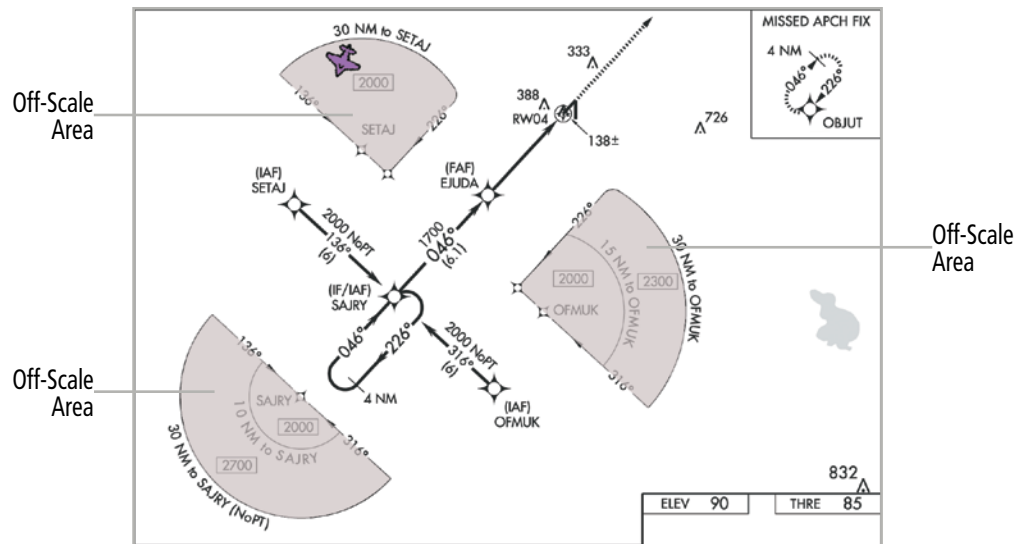 MISSED APCH FIX
4 NM
046°
226°
OBJUT
30 NM to SETAJ
2000
136°
226°
SETAJ
Off-Scale
Area
333
388
RW04
138±
726
(IAF)
SETAJ
(FAF)
EJUDA
2000 NoPT
136°
(6)
1700
046°
(6.1)
(IF/IAF)
SAJRY
046°
226°
4 NM
2000 NoPT
316°
(6)
(IAF)
OFMUK
226°
15 NM to OFMUK
30 NM to OFMUK
2000
2300
OFMUK
316°
Off-Scale
Area
Off-Scale
Area
136°
SAJRY
2000
10 NM to SAJRY
316°
2700
30 NM to SAJRY (NoPT)
832
ELEV 90
THRE 85